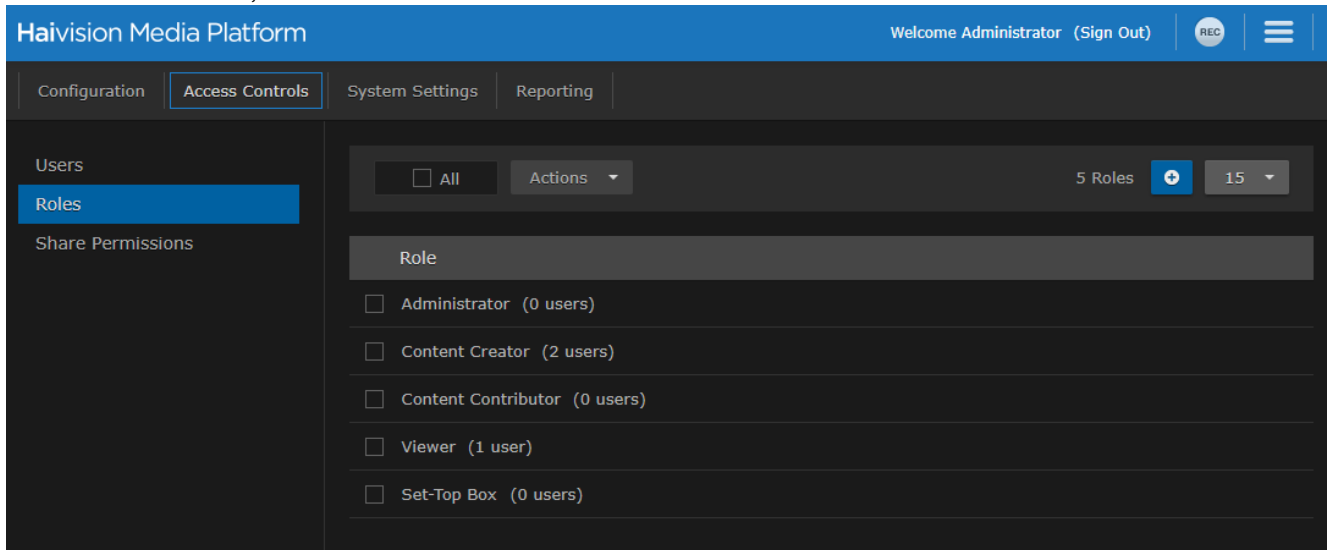 Haivision Media Platform
Welcome Administrator (Sign Out)
REC
Configuration
Access Controls
System Settings
Reporting
Users
Roles
Share Permissions
All
Actions
5 Roles
15
Role
Administrator (0 users)
Content Creator (2 users)
Content Contributor (0 users)
Viewer (1 user)
Set-Top Box (0 users)